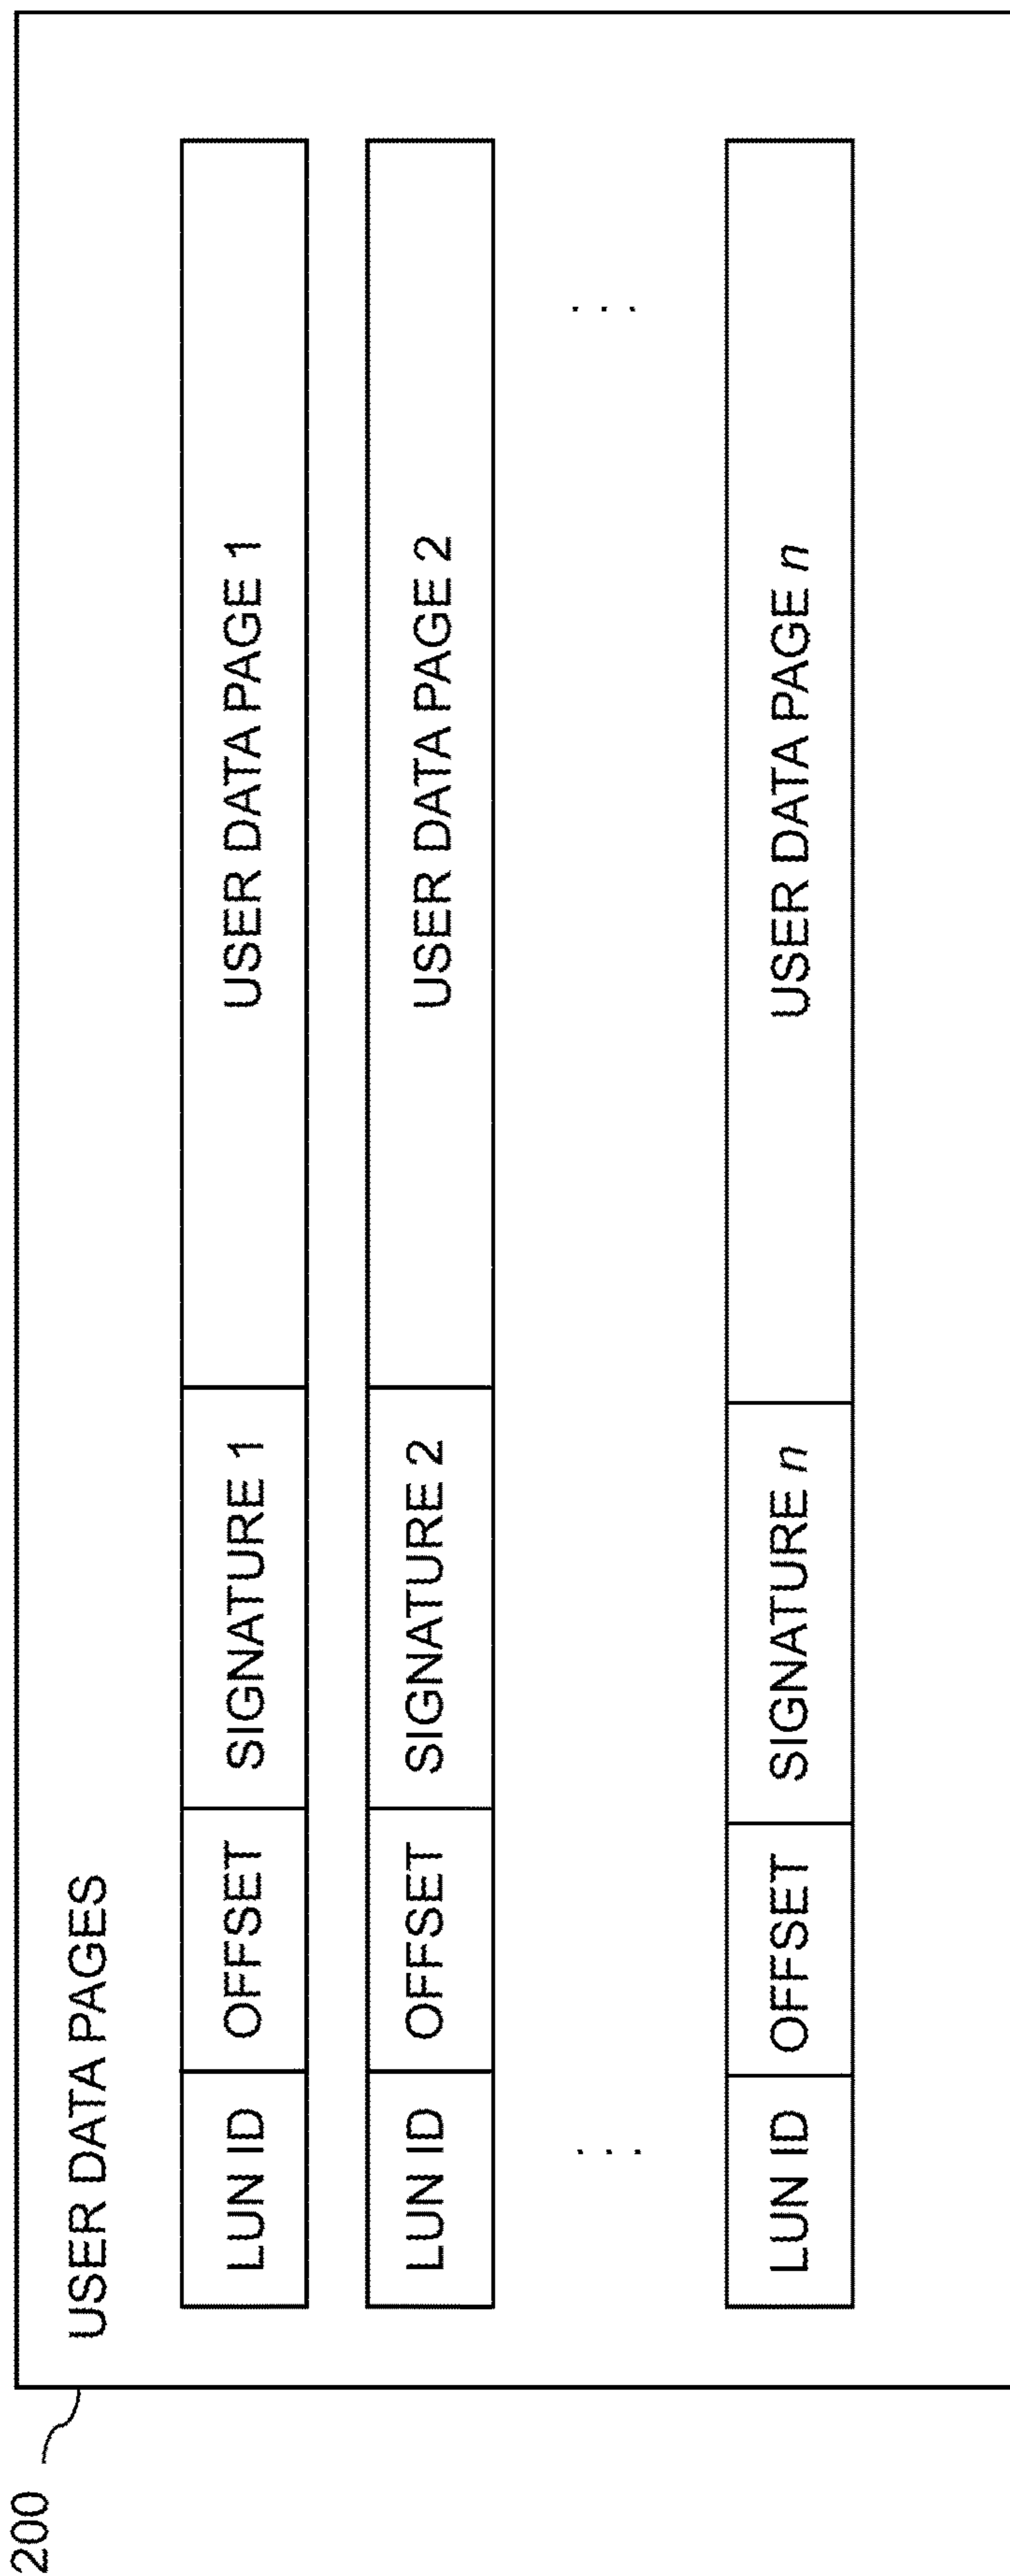 200
USER DATA PAGES
LUN ID OFFSET SIGNATURE 1 USER DATA PAGE 1
LUN ID OFFSET SIGNATURE 2 USER DATA PAGE 2
. . . . . .
LUN ID OFFSET SIGNATURE n USER DATA PAGE n